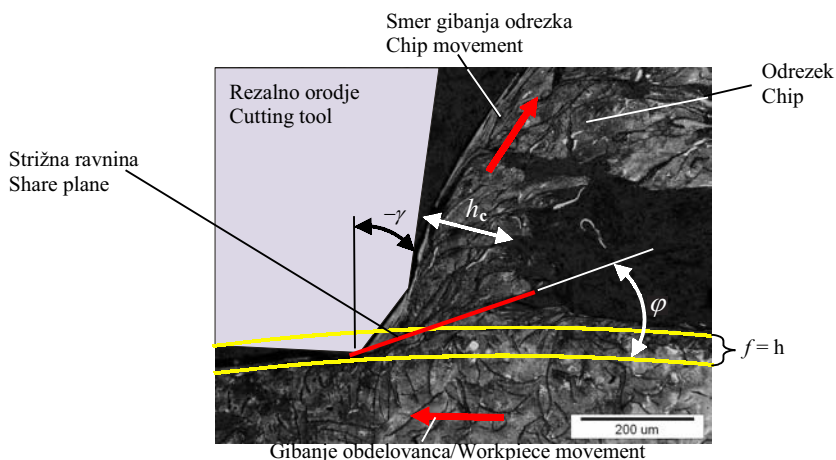 Smer gibanja odrezka
Chip movement
Odrezek
Chip
Rezalno orodje
Cutting tool
Strižna ravnina
Share plane
−γ
hc
φ
f = h
200 um
Gibanje obdelovanca/Workpiece movement